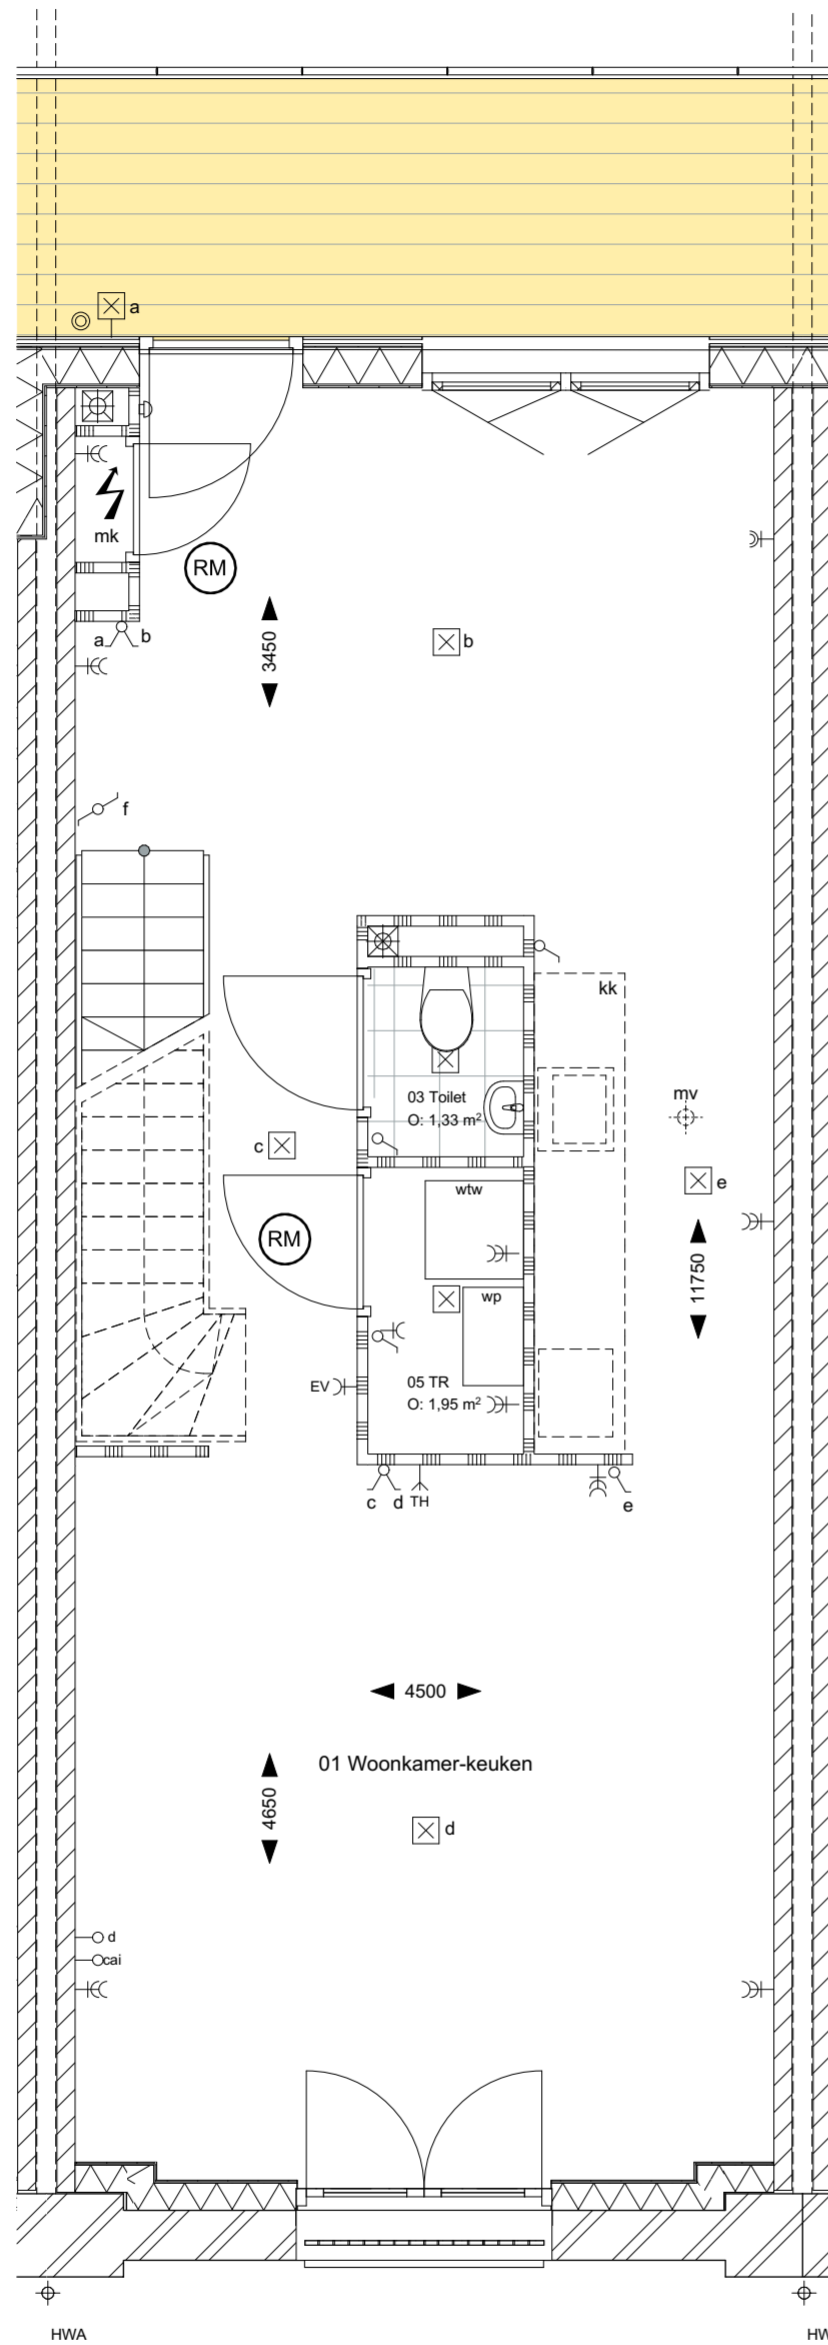 a
mk
RM
a b
3450
b
f
kk
03 Toilet
O: 1,33 m²
mv
c
e
wtw
RM
11750
wp
EV
05 TR
O: 1,95 m²
c d TH
e
4500
01 Woonkamer-keuken
4650
d
d
cai
HWA
HW